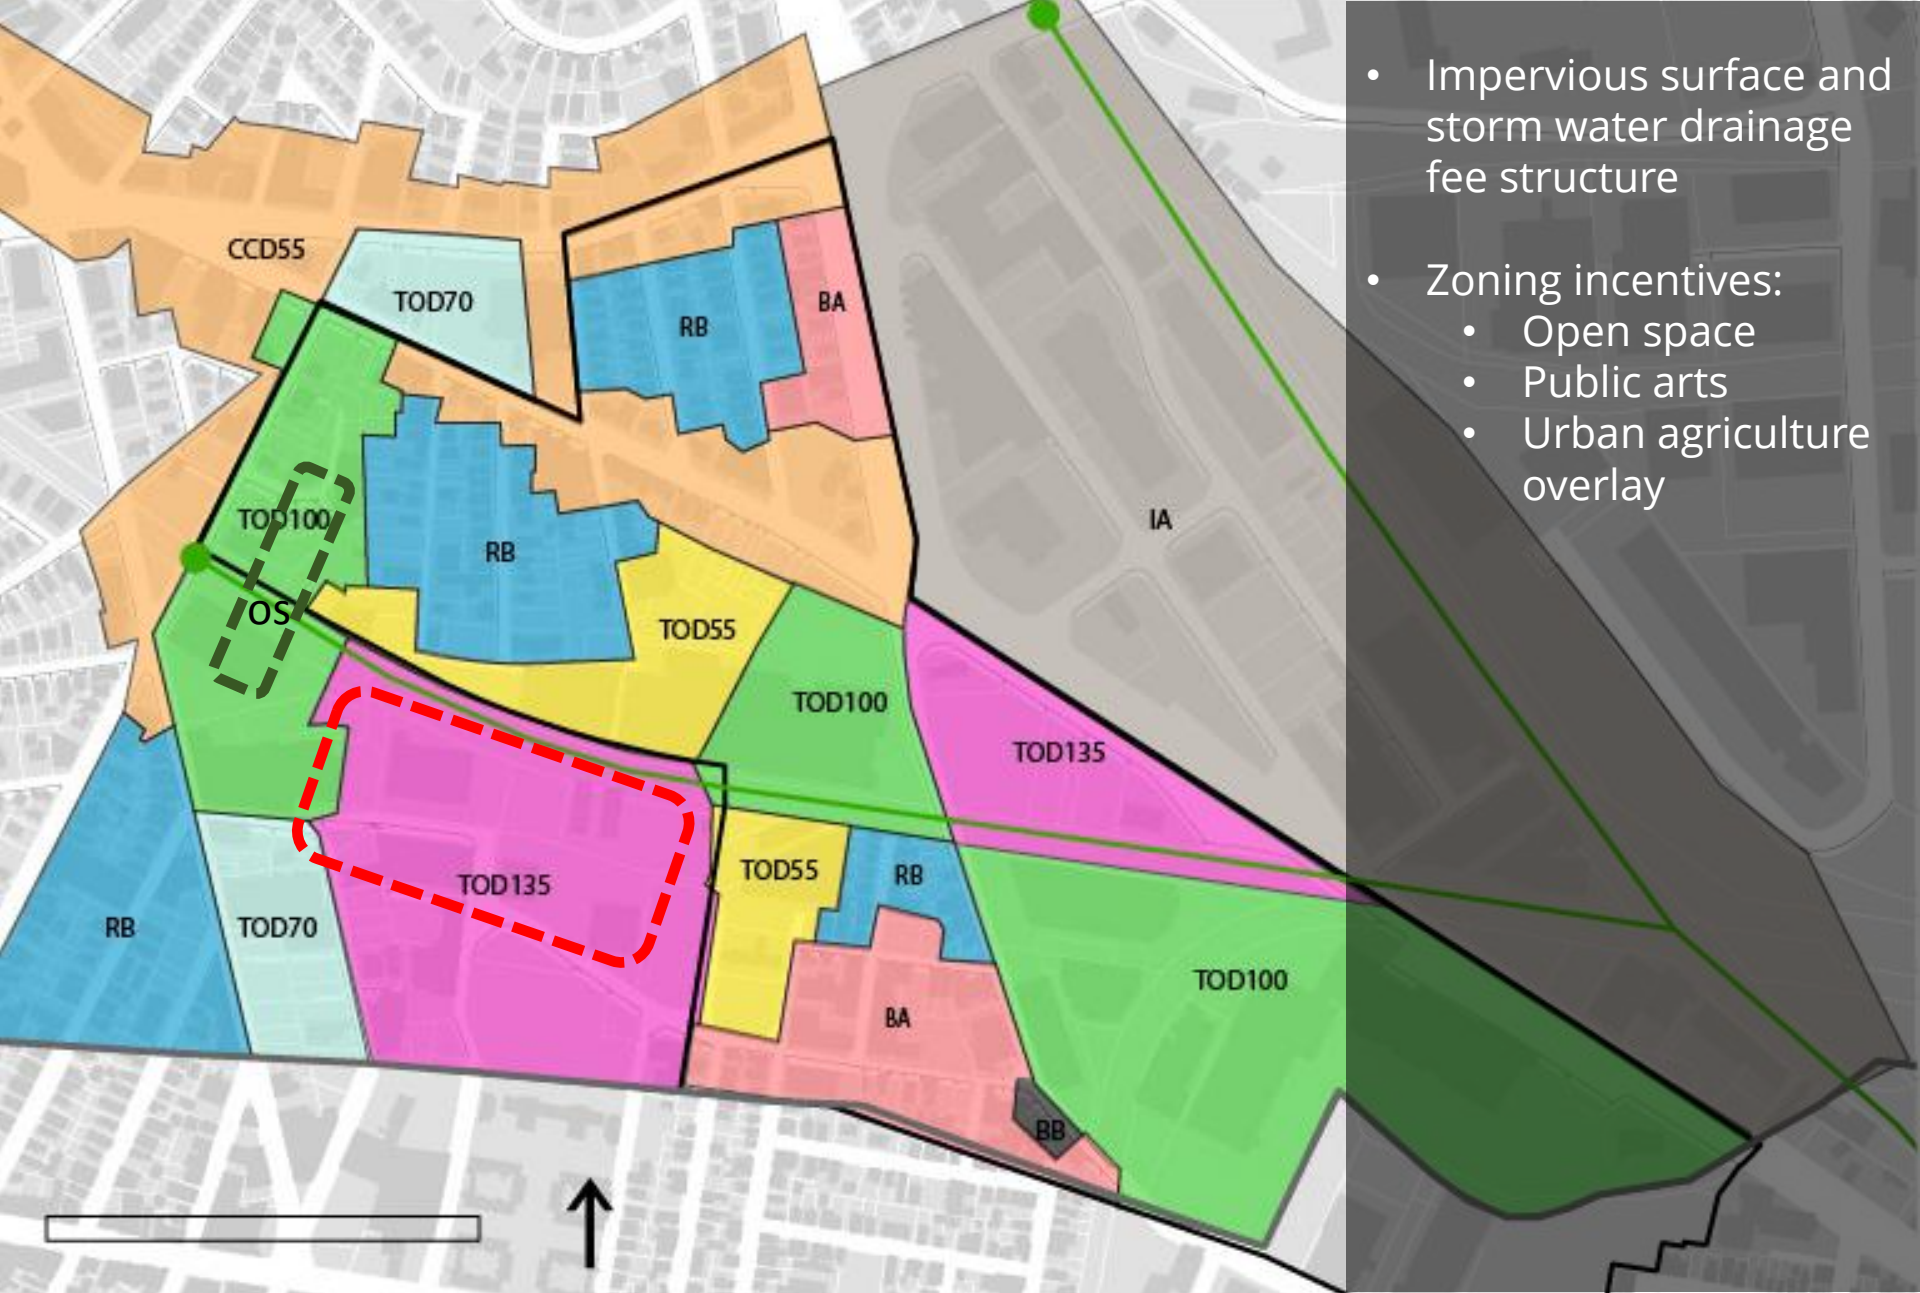 CCD55
TOD70
RB
BA
TOD100
RB
IA
OS
TOD55
TOD100
TOD135
TOD135
TOD55
RB
RB
TOD70
TOD100
BA
BB
• Impervious surface and
storm water drainage
fee structure
• Zoning incentives:
• Open space
• Public arts
• Urban agriculture
overlay